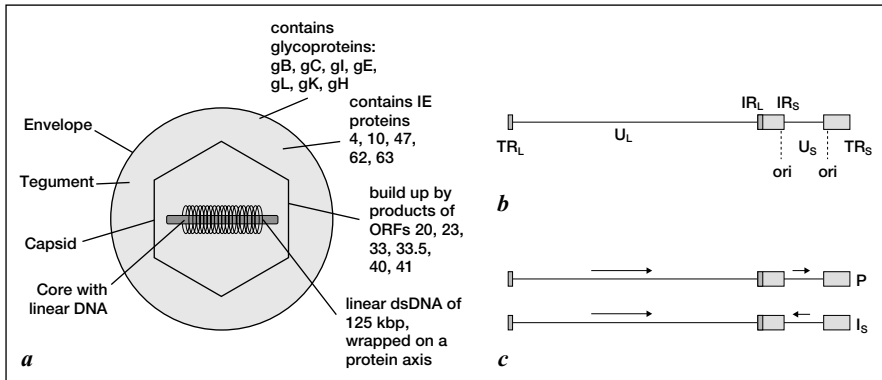 contains
glycoproteins:
gB, gC, gI, gE,
gL, gK, gH
contains IE
proteins
4, 10, 47,
62, 63
Envelope
Tegument
Capsid
Core with
linear DNA
build up by
products of
ORFs 20, 23,
33, 33.5,
40, 41
linear dsDNA of
125 kbp,
wrapped on a
protein axis
a
IRL IRS
UL
TRL US TRS
ori ori
b
P
IS
c